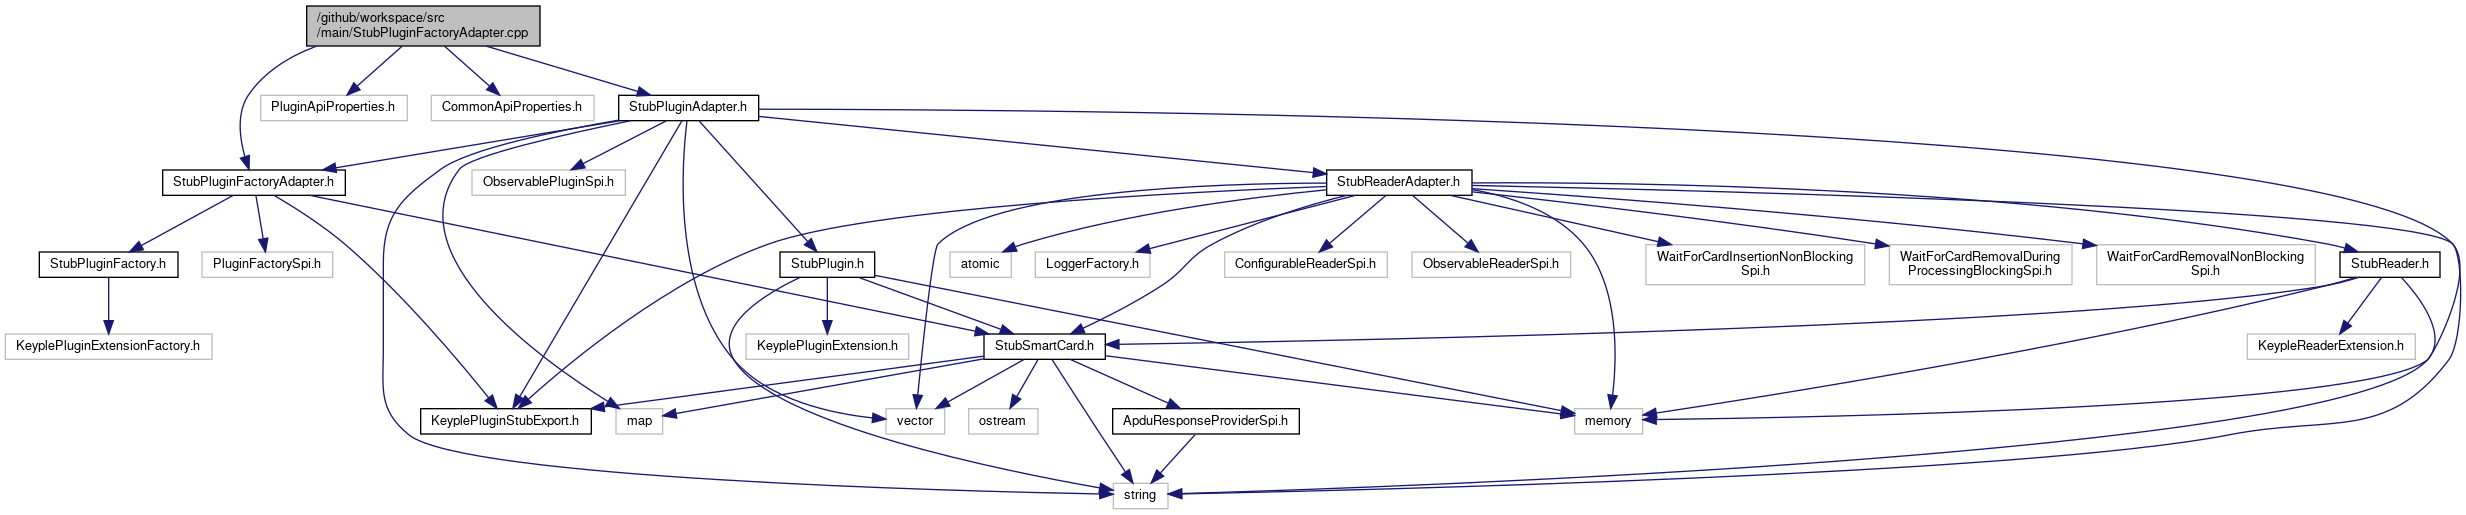 /github/workspace/src
/main/StubPluginFactoryAdapter.cpp
PluginApiProperties.h
CommonApiProperties.h
StubPluginAdapter.h
StubPluginFactoryAdapter.h
ObservablePluginSpi.h
StubReaderAdapter.h
StubPluginFactory.h
PluginFactorySpi.h
StubPlugin.h
atomic
LoggerFactory.h
ConfigurableReaderSpi.h
ObservableReaderSpi.h
WaitForCardInsertionNonBlocking
Spi.h
WaitForCardRemovalDuring
ProcessingBlockingSpi.h
WaitForCardRemovalNonBlocking
Spi.h
StubReader.h
KeyplePluginExtensionFactory.h
KeyplePluginExtension.h
StubSmartCard.h
KeypleReaderExtension.h
KeyplePluginStubExport.h
map
vector
ostream
ApduResponseProviderSpi.h
memory
string